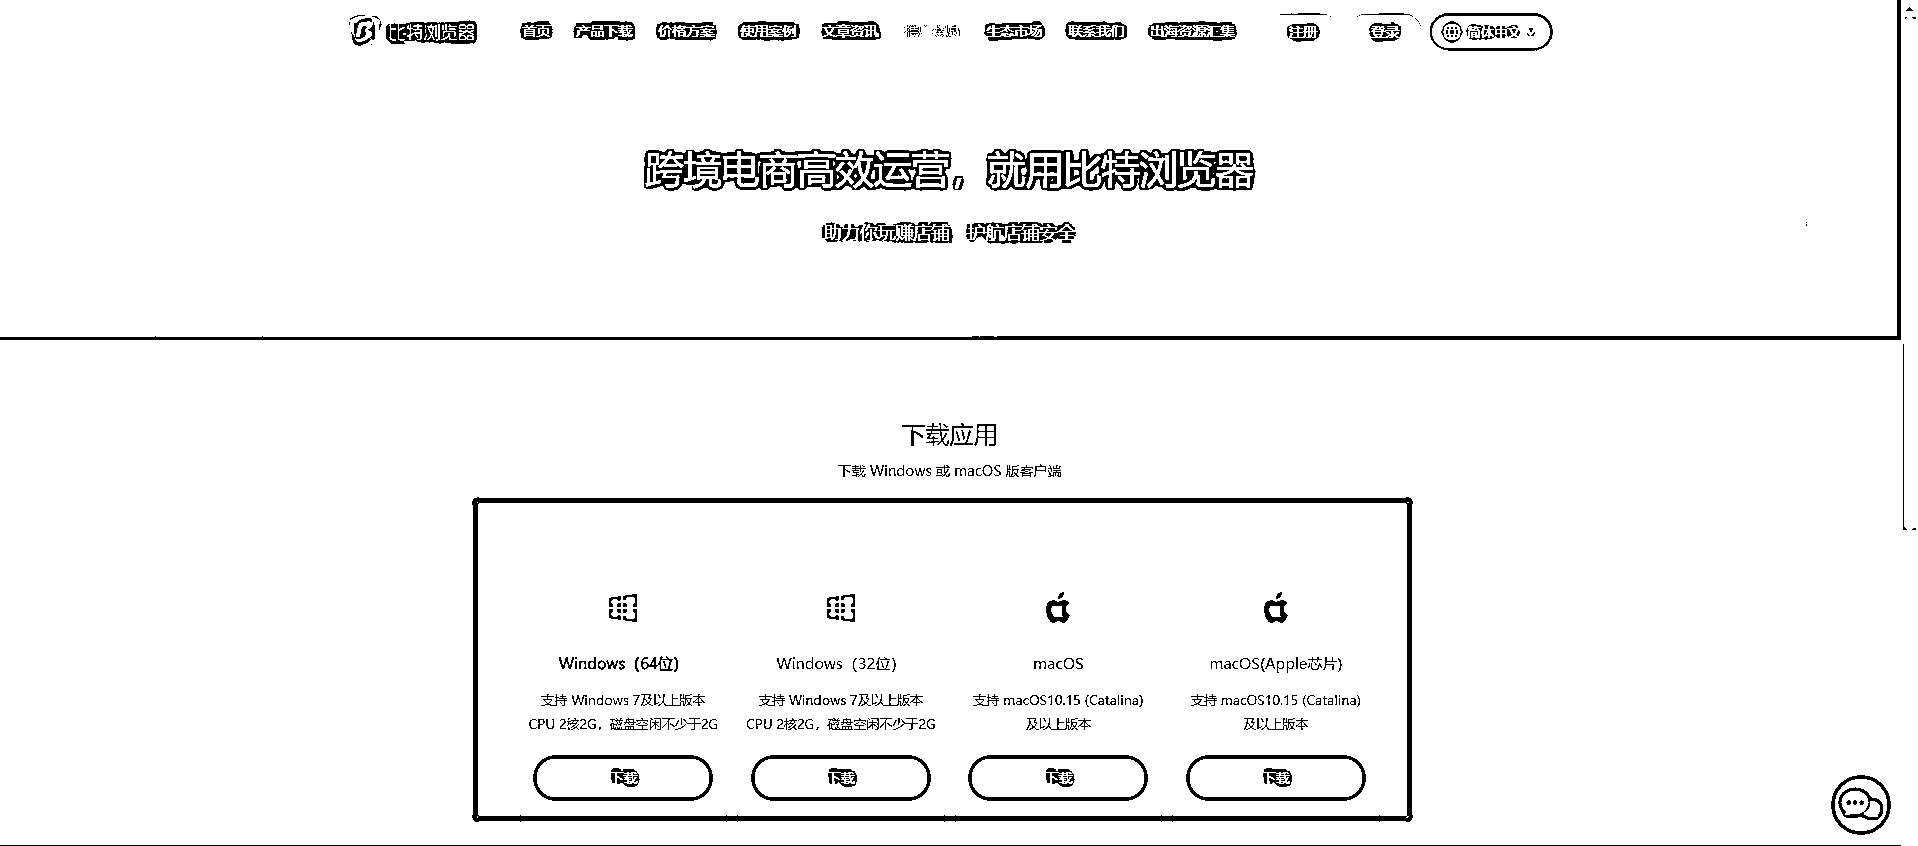 比特浏览器 首页 产品下载 价格方案 使用案例 文章资讯 生态市场 联系我们 出海资源汇集 注册 登录 简体中文
跨境电商高效运营，就用比特浏览器
助力你玩赚店铺 护航店铺安全
下载应用
下载 Windows 或 macOS 版客户端
Windows（64位） Windows（32位） macOS macOS(Apple芯片)
支持 Windows 7及以上版本 支持 Windows 7及以上版本 支持 macOS10.15 (Catalina) 支持 macOS10.15 (Catalina)
CPU 2核2G，磁盘空闲不少于2G CPU 2核2G，磁盘空闲不少于2G 及以上版本 及以上版本
下载 下载 下载 下载